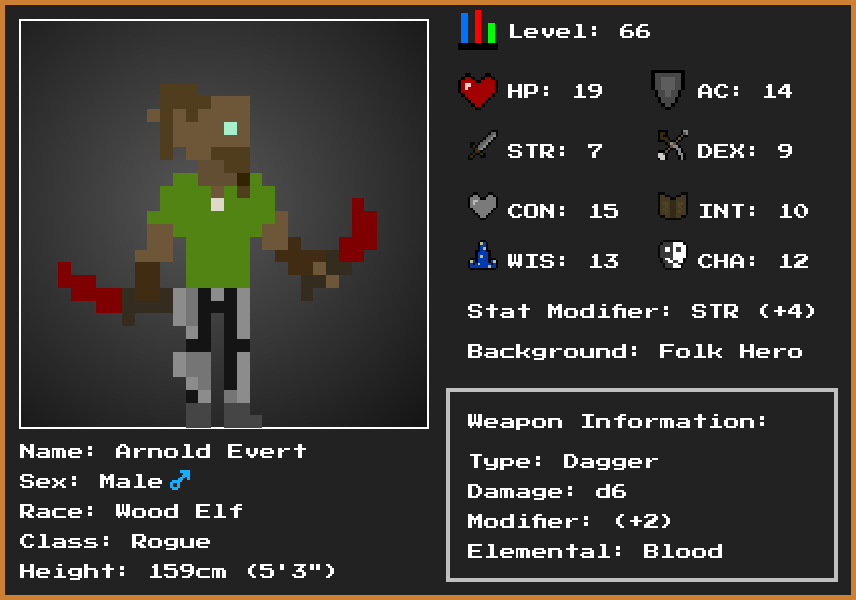 Level: 66
HP: 19
AC: 14
STR: 7
DEX: 9
CON: 15
INT: 10
WIS: 13
CHA: 12
Stat Modifier: STR (+4)
Background: Folk Hero
Weapon Information:
Type: Dagger
Damage: d6
Modifier: (+2)
Elemental: Blood
Name: Arnold Evert
Sex: Male♂
Race: Wood Elf
Class: Rogue
Height: 159cm (5'3")